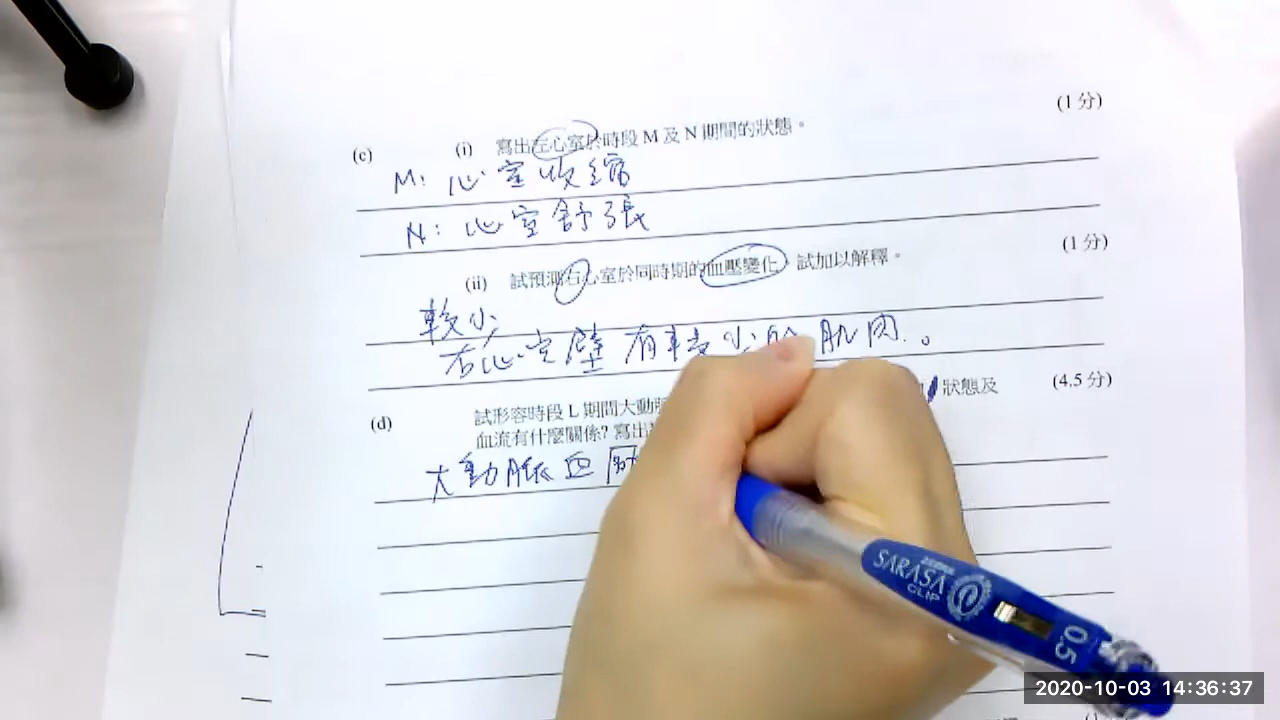 (1 分)
(c) (i) 寫出左心室於時段 M 及 N 期間的狀態。
M: 心室收縮
N: 心室舒張
(1 分)
(ii) 試預測右心室於同時期的血壓變化 試加以解釋。
較少
右心室壁有較少的肌肉。
(d) 試形容時段 L 期間大動 狀態及 (4.5 分)
血流有什麼關係? 寫出
大動脈血
SARASA
CLIP
0.5
2020-10-03 14:36:37